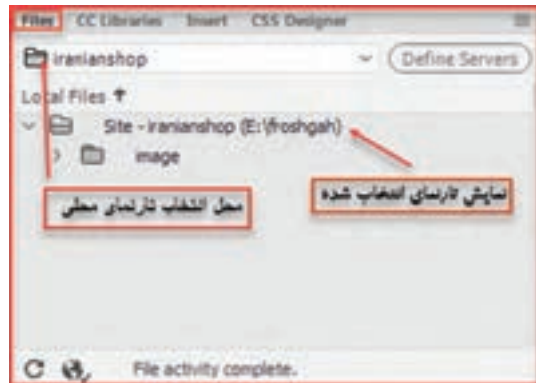 Files CC Libraries Insert CSS Designer
iranianshop Define Servers
Local Files
Site - iranianshop (E:\froshgah)
mage
نمایش تارنمای انتخاب شده
محل انتخاب تارنمای محلی
File activity complete.